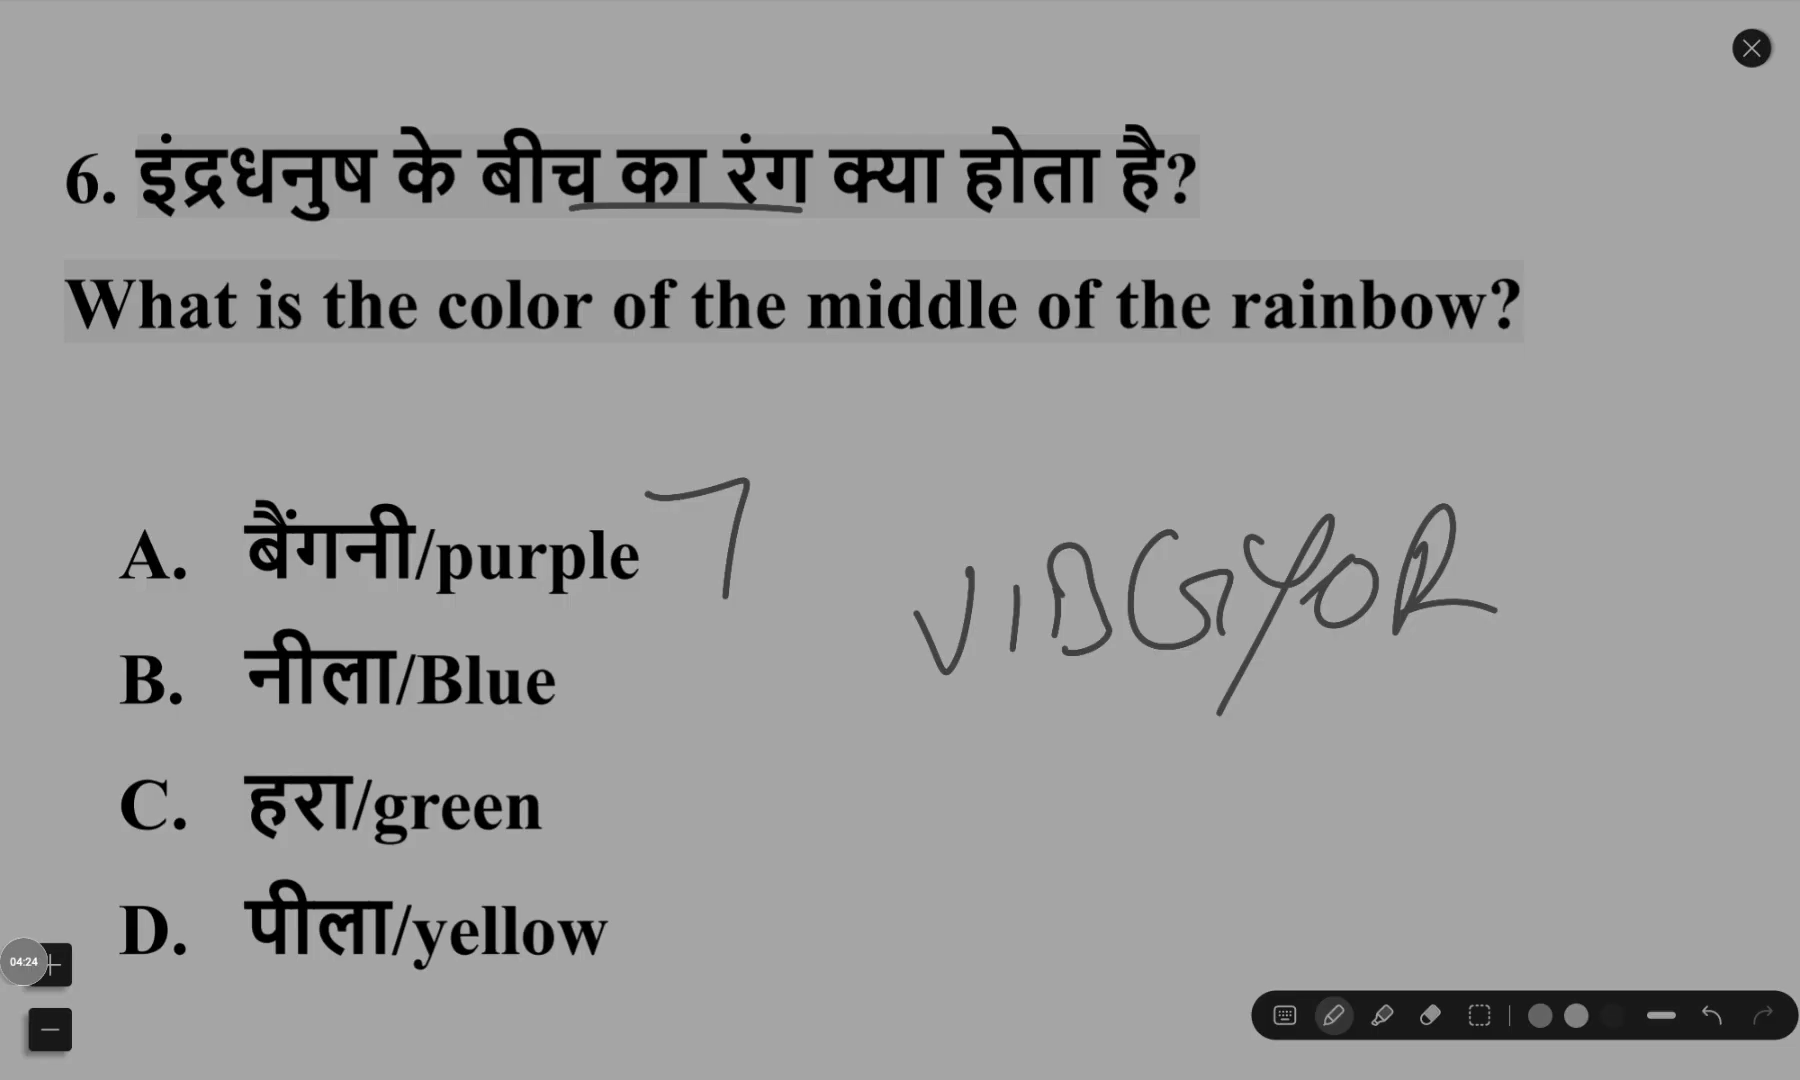 6. इंद्रधनुष के बीच का रंग क्या होता है?
What is the color of the middle of the rainbow?
A. बैंगनी/purple 7
VIBGYOR
B. नीला/Blue
C. हरा/green
D. पीला/yellow
04:24